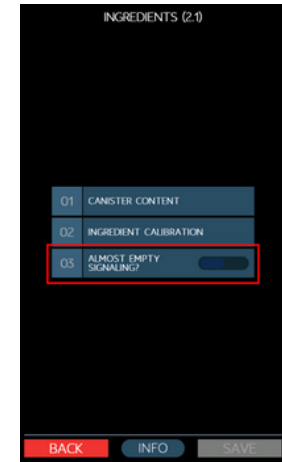 INGREDIENTS (2.1)
01 CANISTER CONTENT
02 INGREDIENT CALIBRATION
03 ALMOST EMPTY
SIGNALING?
BACK INFO SAVE